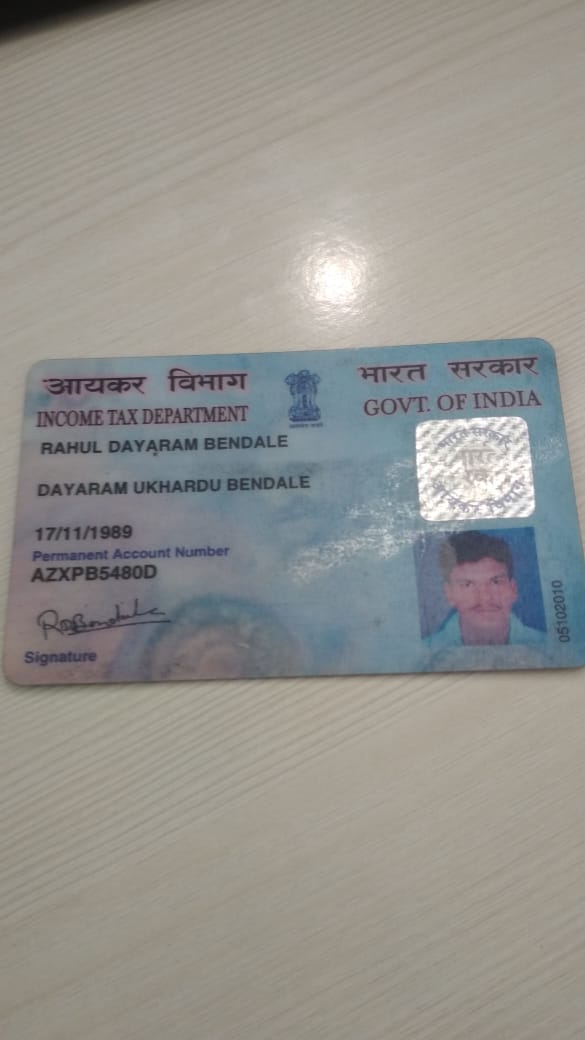 आयकर विभाग
भारत सरकार
INCOME TAX DEPARTMENT
GOVT. OF INDIA
RAHUL DAYARAM BENDALE
DAYARAM UKHARDU BENDALE
17/11/1989
Permanent Account Number
AZXPB5480D
Signature
05102010